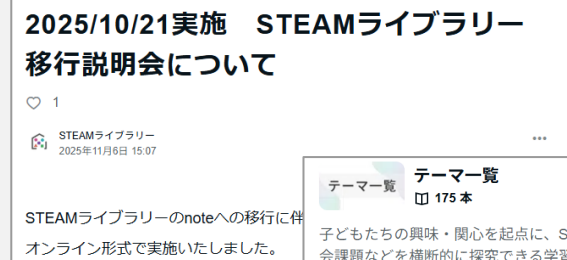 2025/10/21実施　STEAMライブラリー
移行説明会について
1
STEAMライブラリー
2025年11月6日 15:07
STEAMライブラリーのnoteへの移行に伴
オンライン形式で実施いたしました。
テーマ一覧
テーマ一覧
175 本
子どもたちの興味・関心を起点に、S
会課題などを横断的に探究できる学習